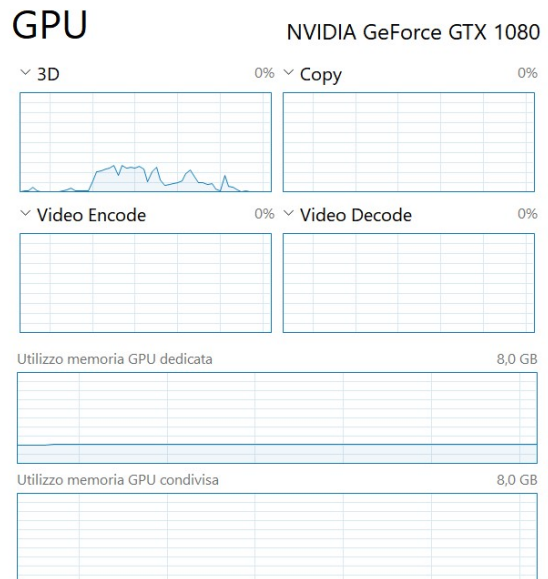 GPU
NVIDIA GeForce GTX 1080
3D 0%
Copy 0%
Video Encode 0%
Video Decode 0%
Utilizzo memoria GPU dedicata 8,0 GB
Utilizzo memoria GPU condivisa 8,0 GB